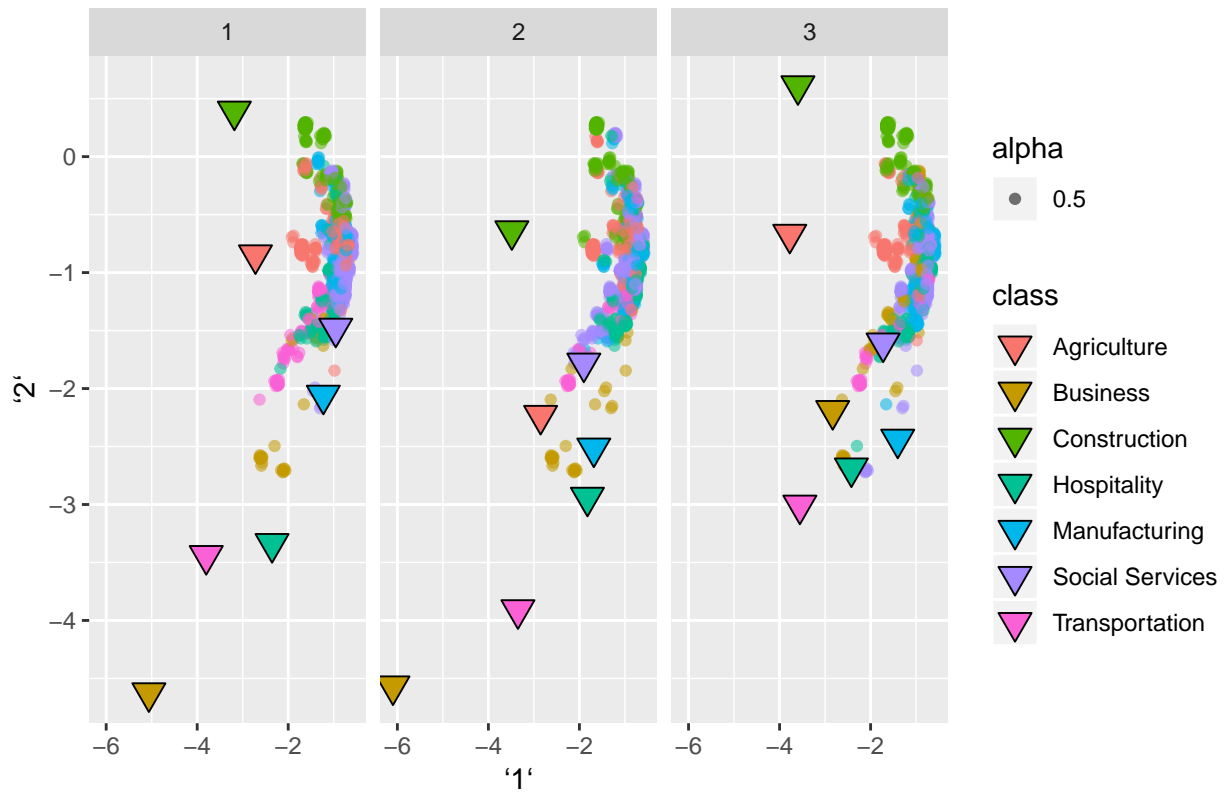 1 2 3
0
−1
−2
−3
−4
‘2‘
−6 −4 −2 −6 −4 −2 −6 −4 −2
‘1‘
alpha
0.5
class
Agriculture
Business
Construction
Hospitality
Manufacturing
Social Services
Transportation